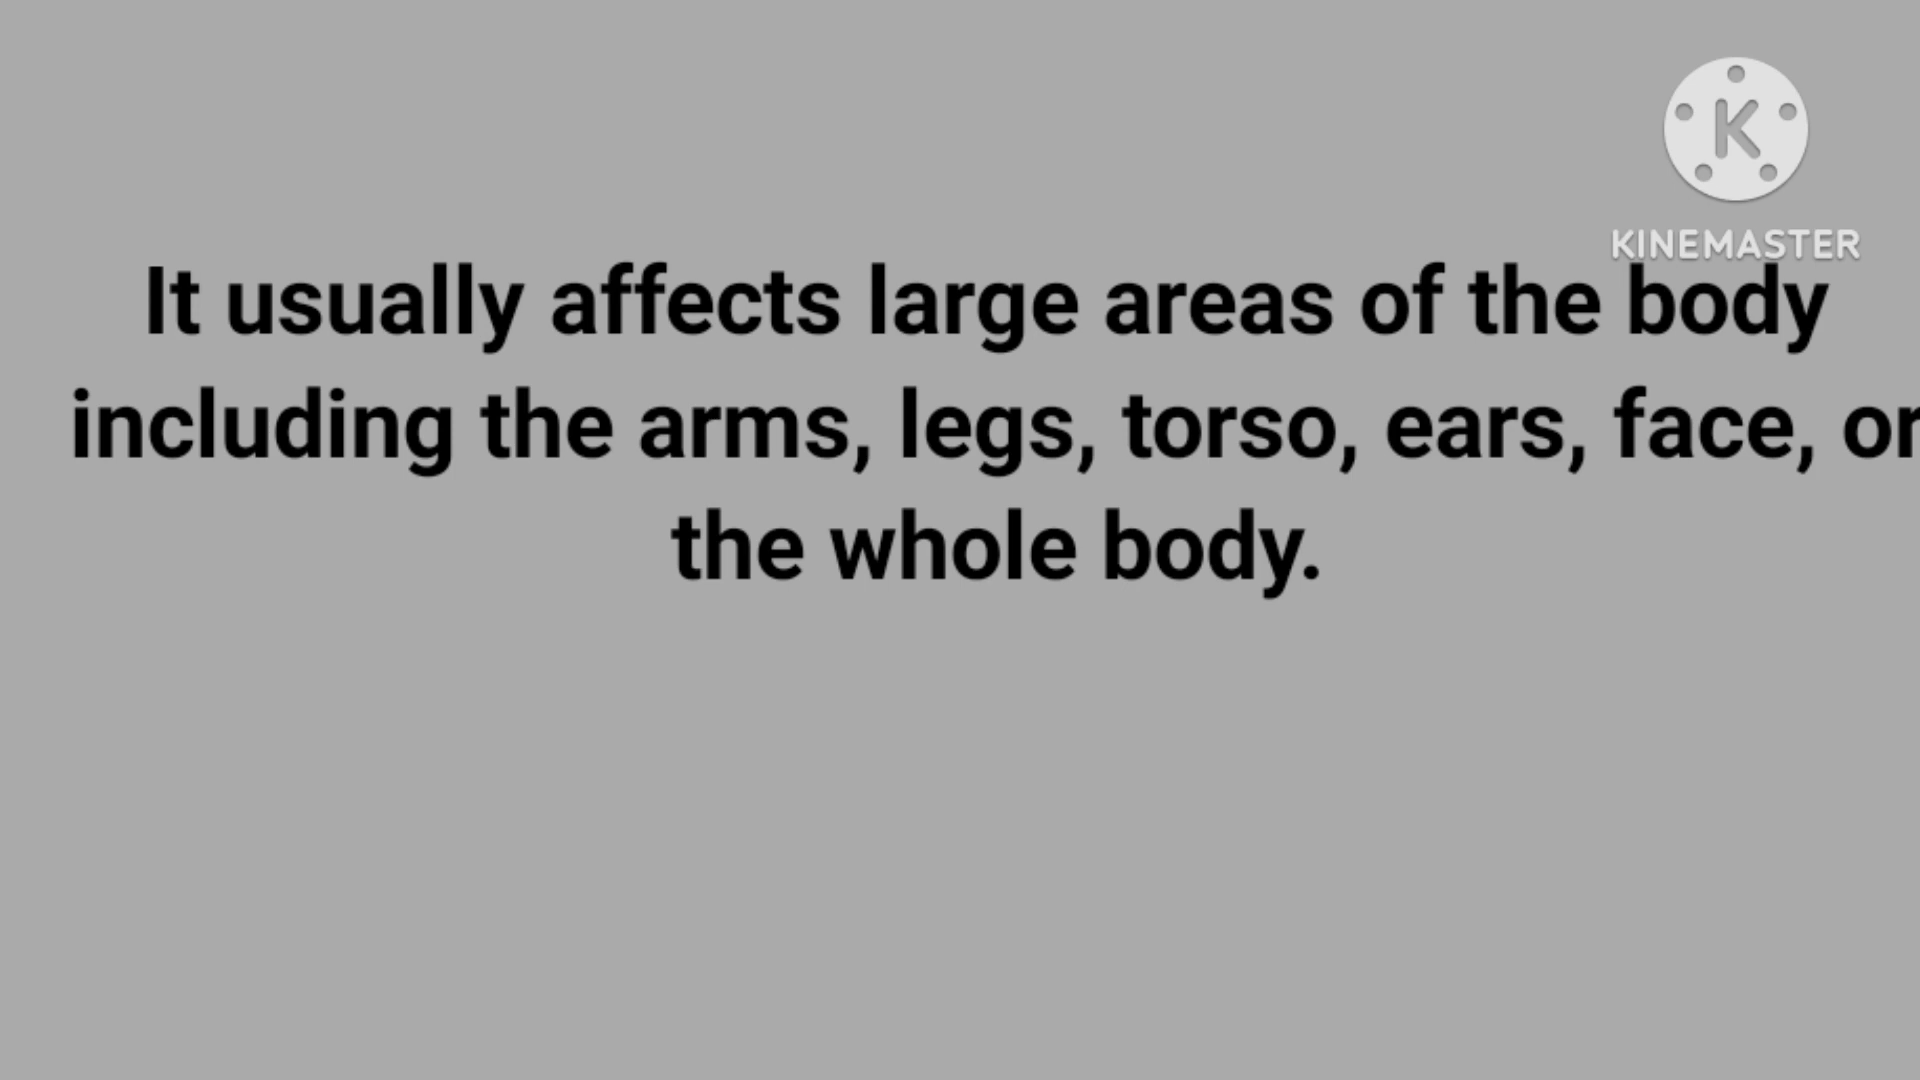 K
KINEMASTER
It usually affects large areas of the body
including the arms, legs, torso, ears, face, or
the whole body.